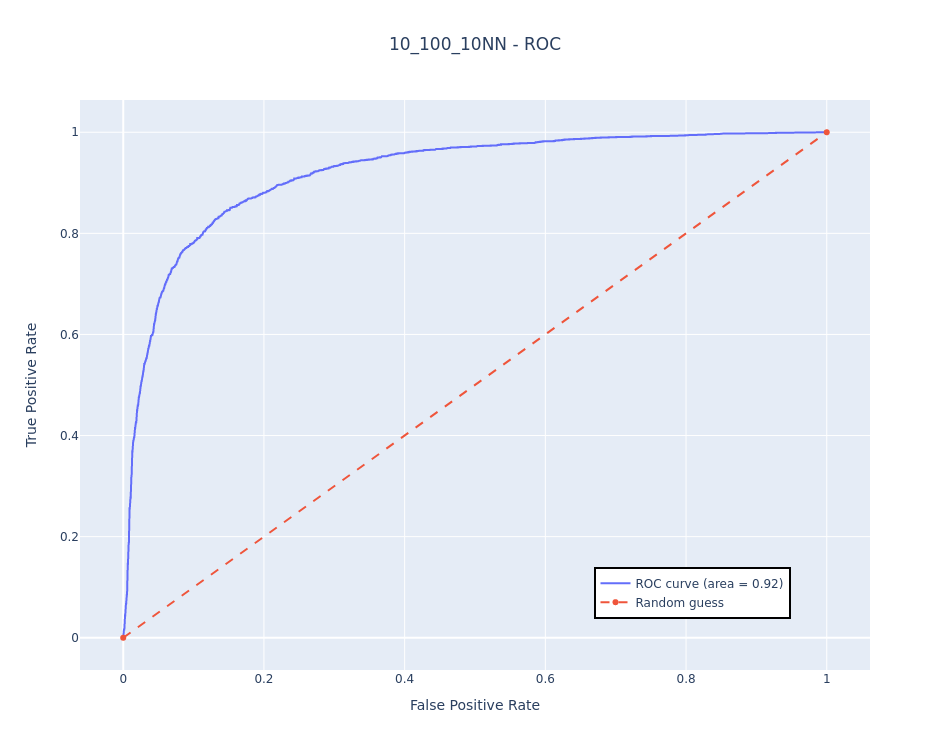 10_100_10NN - ROC
True Positive Rate
1
0.8
0.6
0.4
0.2
0
ROC curve (area = 0.92)
Random guess
0 0.2 0.4 0.6 0.8 1
False Positive Rate